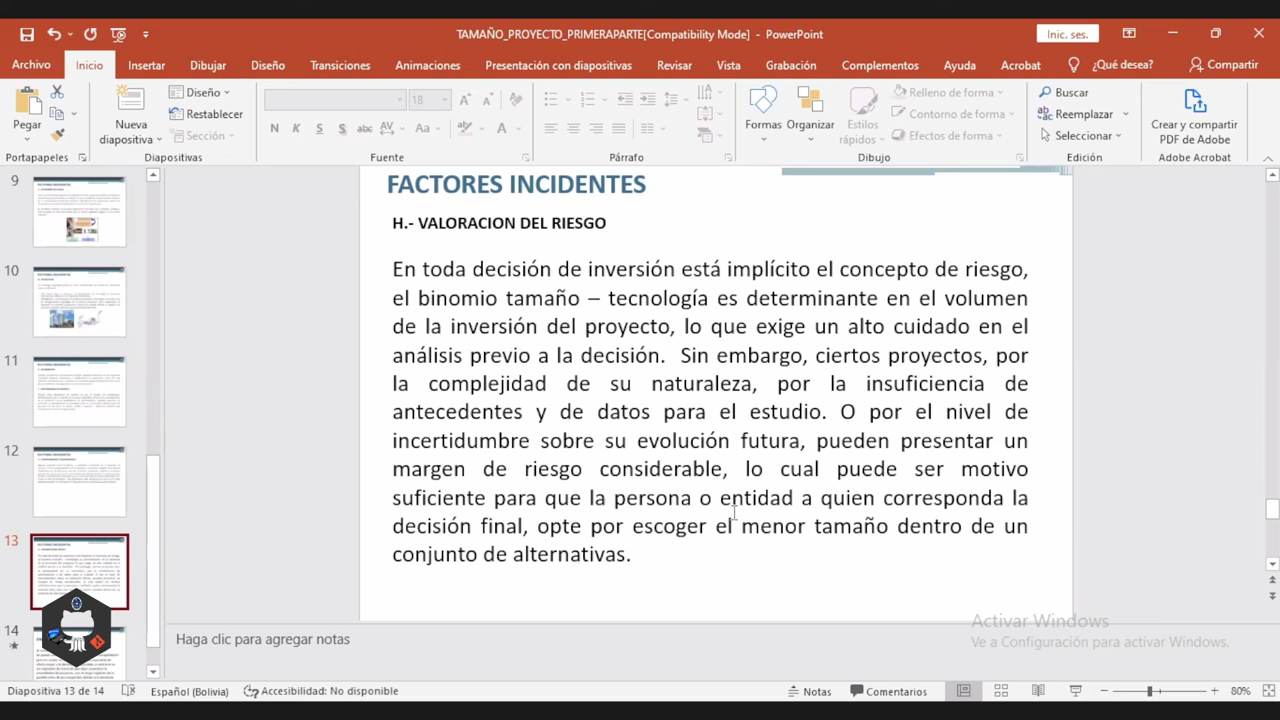 TAMAÑO_PROYECTO_PRIMERAPARTE[Compatibility Mode] - PowerPoint
Inic. ses.
Archivo Inicio Insertar Dibujar Diseño Transiciones Animaciones Presentación con diapositivas Revisar Vista Grabación Complementos Ayuda Acrobat ¿Qué desea? Compartir
Pegar
Nueva diapositiva
Diseño
Restablecer
Sección
18
N K S S abc AV Aa A
Formas
Organizar
Estilos rápidos
Relleno de forma
Contorno de forma
Efectos de forma
Buscar
Reemplazar
Seleccionar
Crear y compartir
PDF de Adobe
Portapapeles Diapositivas Fuente Párrafo Dibujo Edición Adobe Acrobat
9
10
11
12
13
14
FACTORES INCIDENTES
H.- VALORACION DEL RIESGO
En toda decisión de inversión está implícito el concepto de riesgo,
el binomio tamaño – tecnología es determinante en el volumen
de la inversión del proyecto, lo que exige un alto cuidado en el
análisis previo a la decisión. Sin embargo ciertos proyectos, por
la complejidad de su naturaleza, por la insuficiencia de
antecedentes y de datos para el estudio. O por el nivel de
incertidumbre sobre su evolución futura, pueden presentar un
margen de riesgo considerable, lo cual puede ser motivo
suficiente para que la persona o entidad a quien corresponda la
decisión final, opte por escoger el menor tamaño dentro de un
conjunto de alternativas.
Activar Windows
Ve a Configuración para activar Windows.
Haga clic para agregar notas
Diapositiva 13 de 14 Español (Bolivia) Accesibilidad: No disponible Notas Comentarios 80%